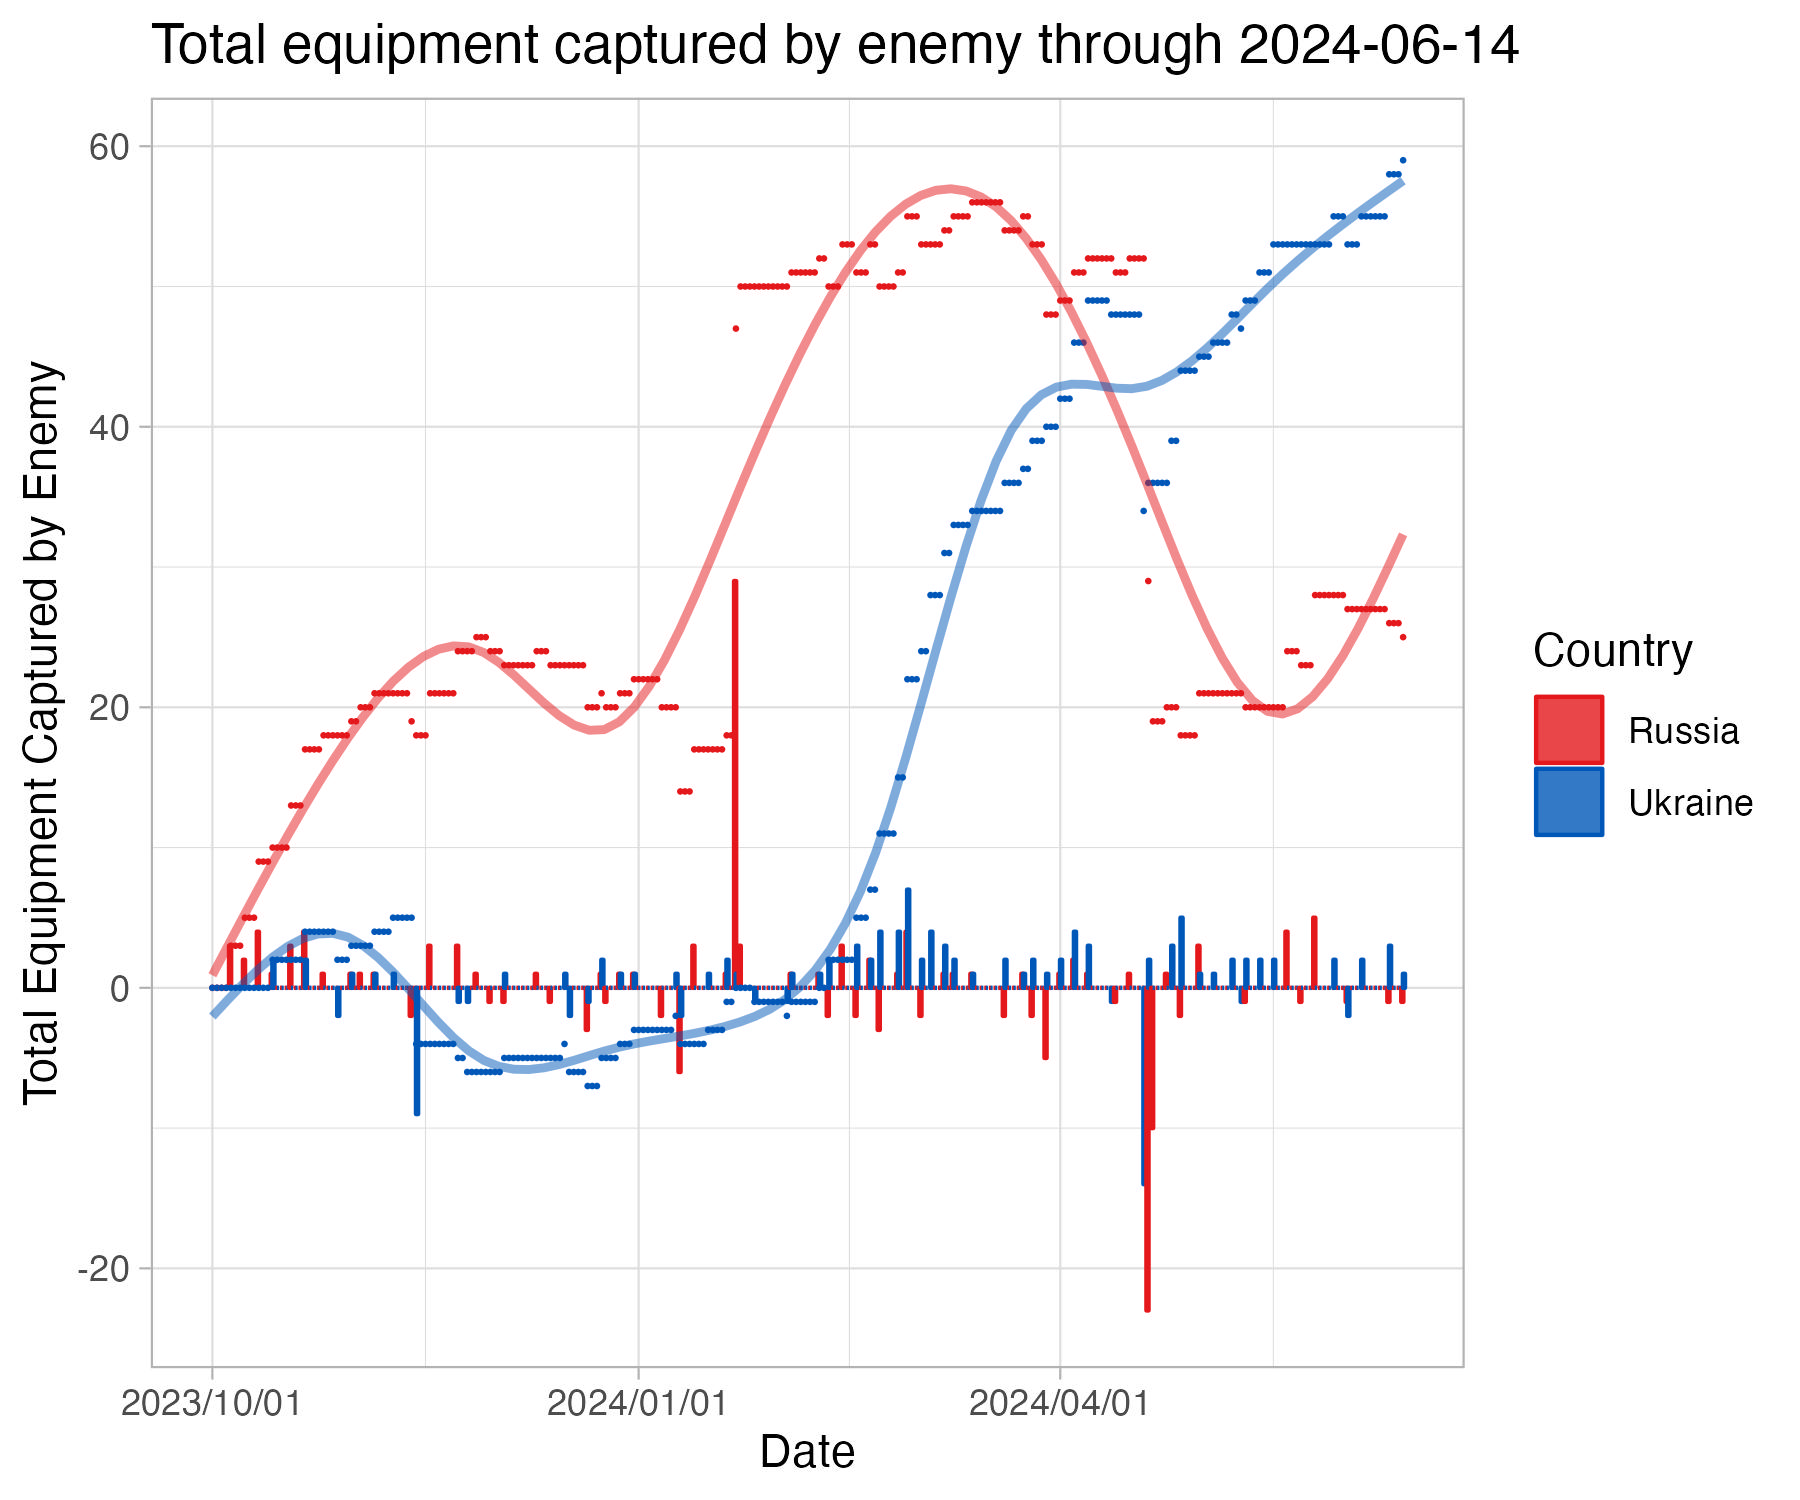 Total equipment captured by enemy through 2024-06-14
Total Equipment Captured by Enemy
60
40
20
0
-20
2023/10/01
2024/01/01
2024/04/01
Date
Country
Russia
Ukraine